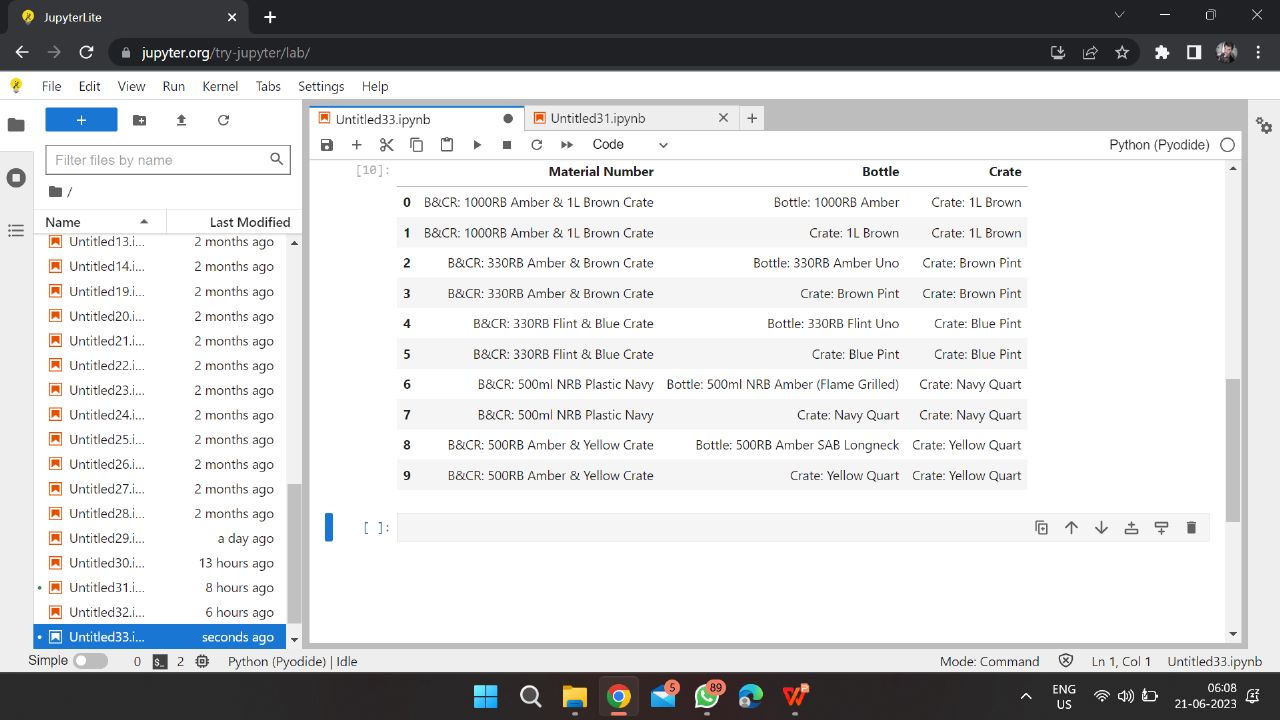 JupyterLite
jupyter.org/try-jupyter/lab/
File Edit View Run Kernel Tabs Settings Help
+
Filter files by name
/
Name Last Modified
Untitled13.i... 2 months ago
Untitled14.i... 2 months ago
Untitled19.i... 2 months ago
Untitled20.i... 2 months ago
Untitled21.i... 2 months ago
Untitled22.i... 2 months ago
Untitled23.i... 2 months ago
Untitled24.i... 2 months ago
Untitled25.i... 2 months ago
Untitled26.i... 2 months ago
Untitled27.i... 2 months ago
Untitled28.i... 2 months ago
Untitled29.i... a day ago
Untitled30.i... 13 hours ago
Untitled31.i... 8 hours ago
Untitled32.i... 6 hours ago
Untitled33.i... seconds ago
Untitled33.ipynb Untitled31.ipynb
Code Python (Pyodide)
[10]: Material Number Bottle Crate
0 B&CR: 1000RB Amber & 1L Brown Crate Bottle: 1000RB Amber Crate: 1L Brown
1 B&CR: 1000RB Amber & 1L Brown Crate Crate: 1L Brown Crate: 1L Brown
2 B&CR: 330RB Amber & Brown Crate Bottle: 330RB Amber Uno Crate: Brown Pint
3 B&CR: 330RB Amber & Brown Crate Crate: Brown Pint Crate: Brown Pint
4 B&CR: 330RB Flint & Blue Crate Bottle: 330RB Flint Uno Crate: Blue Pint
5 B&CR: 330RB Flint & Blue Crate Crate: Blue Pint Crate: Blue Pint
6 B&CR: 500ml NRB Plastic Navy Bottle: 500ml NRB Amber (Flame Grilled) Crate: Navy Quart
7 B&CR: 500ml NRB Plastic Navy Crate: Navy Quart Crate: Navy Quart
8 B&CR: 500RB Amber & Yellow Crate Bottle: 500RB Amber SAB Longneck Crate: Yellow Quart
9 B&CR: 500RB Amber & Yellow Crate Crate: Yellow Quart Crate: Yellow Quart
[ ]:
Simple 0 2 Python (Pyodide) | Idle Mode: Command Ln 1, Col 1 Untitled33.ipynb
5 89
ENG 06:08
US 21-06-2023